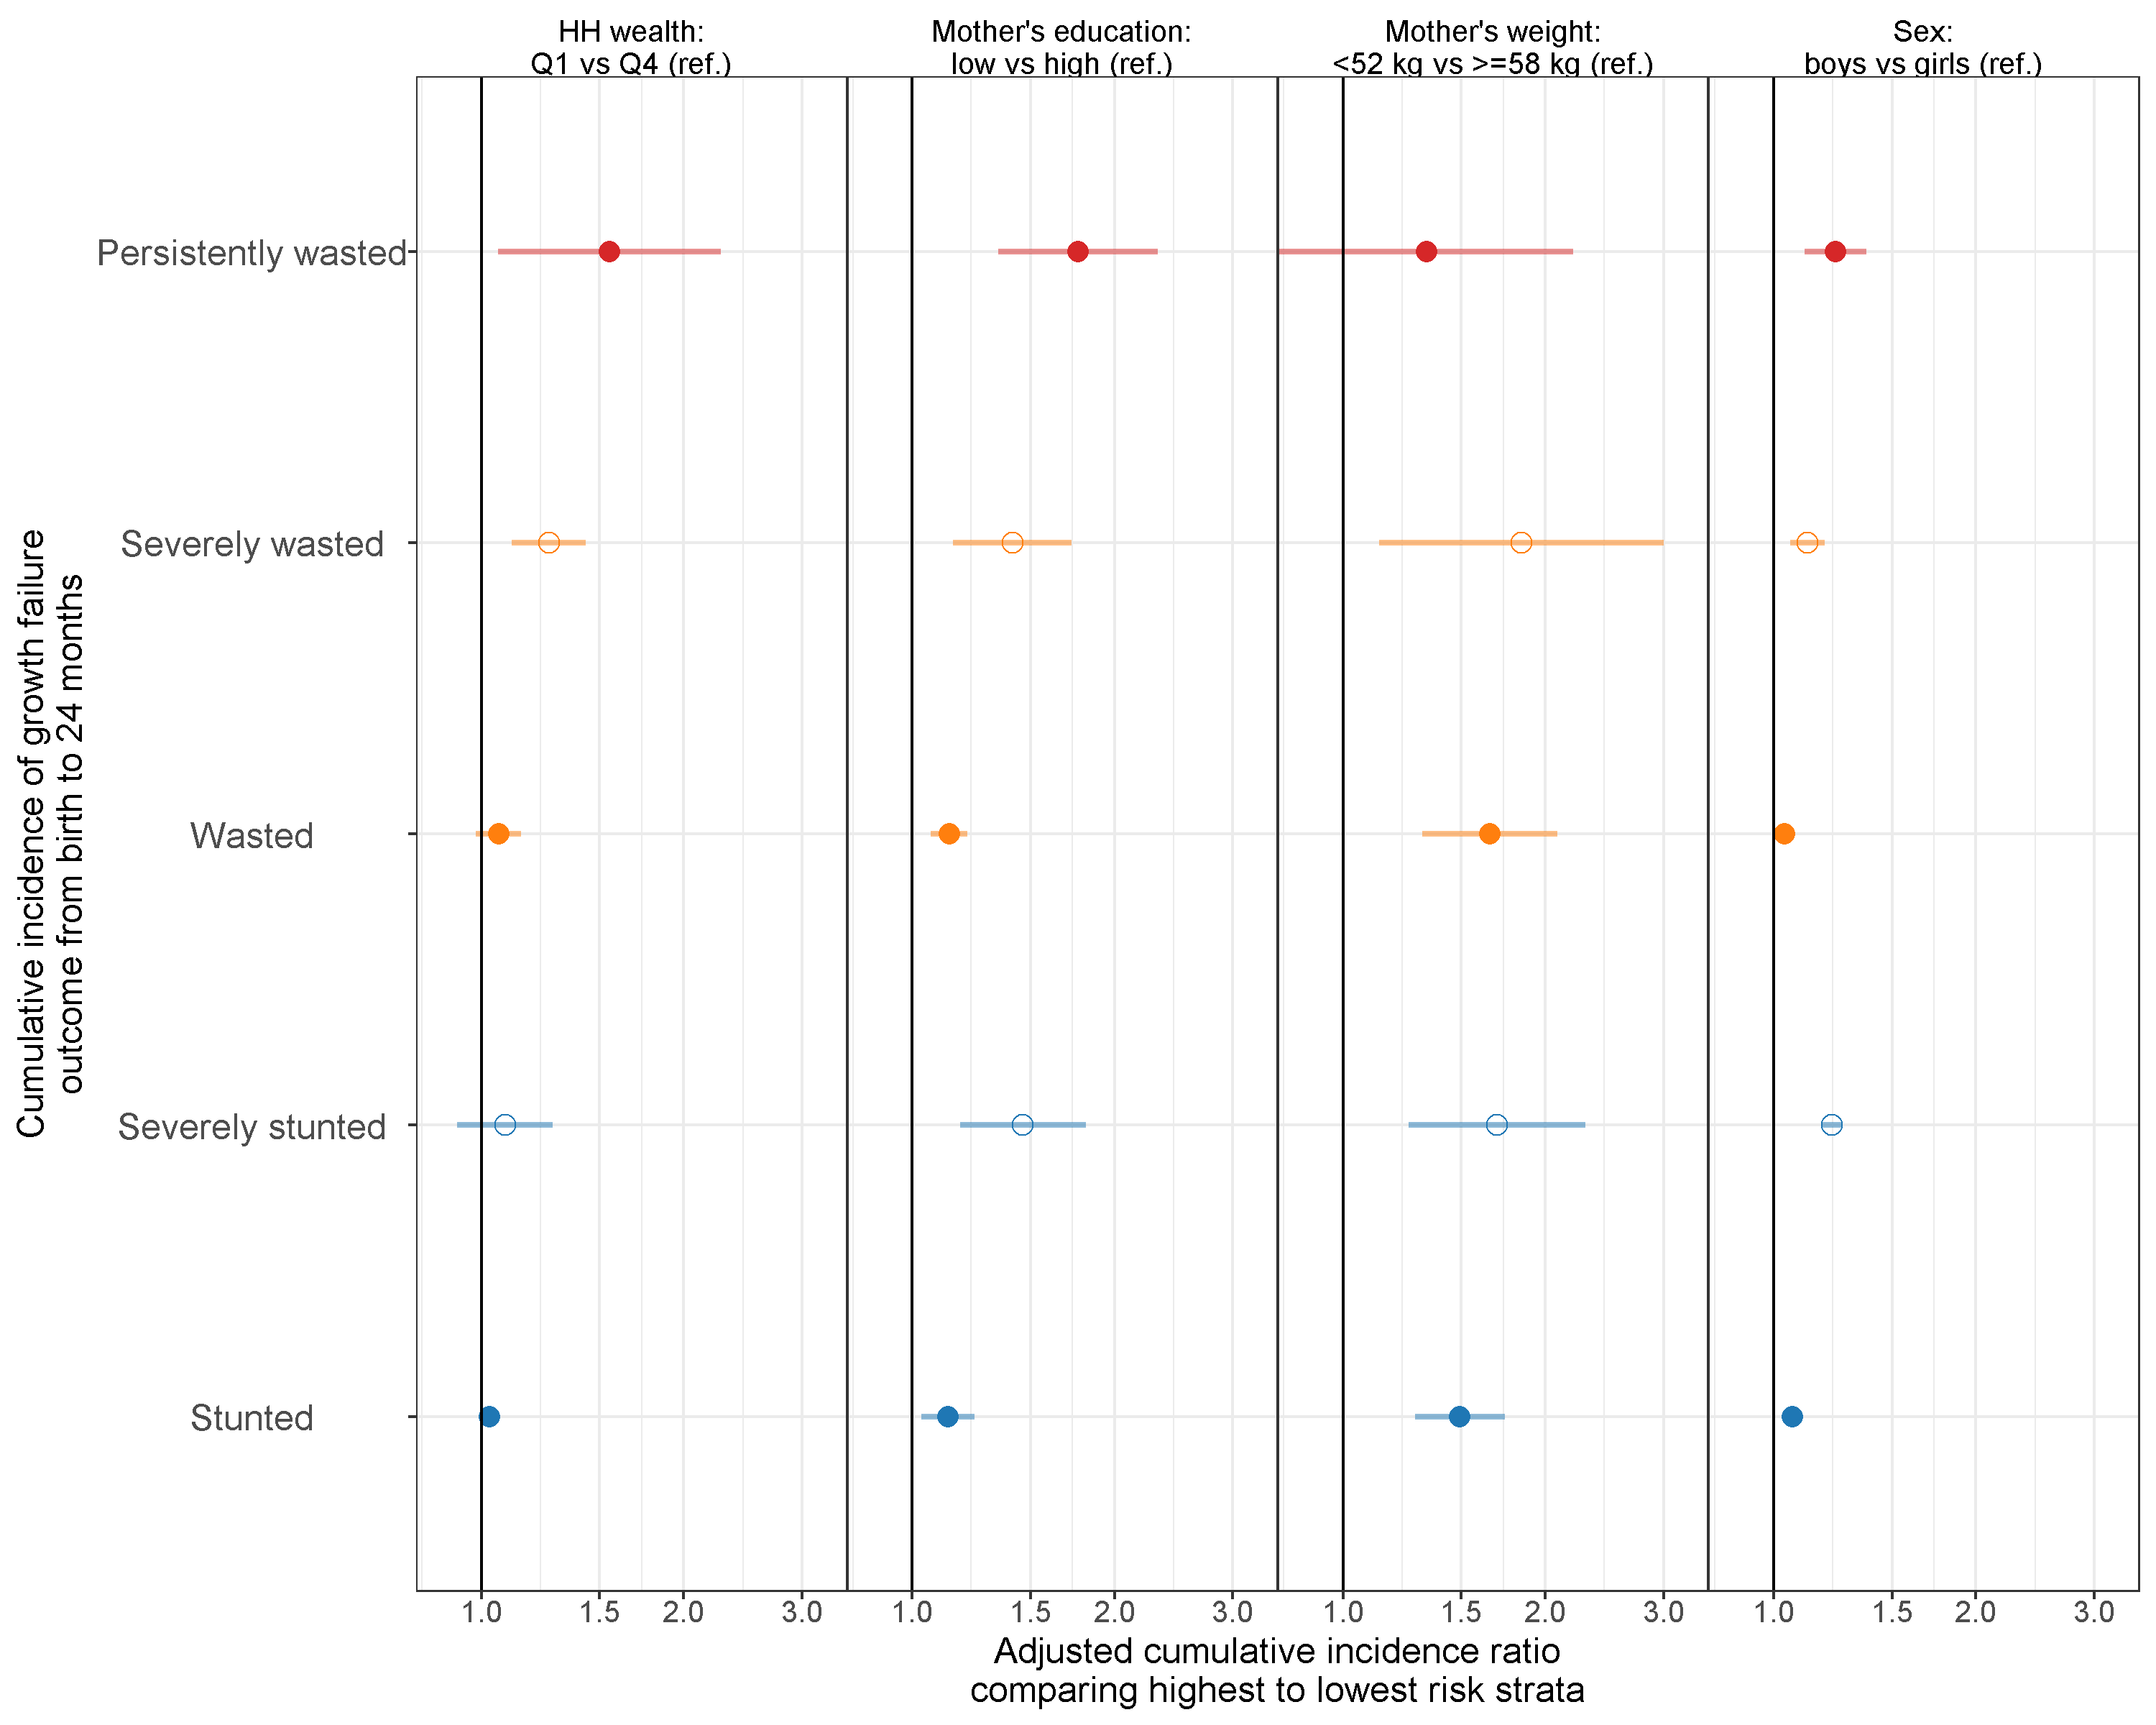 HH wealth:
Q1 vs Q4 (ref.)
Mother's education:
low vs high (ref.)
Mother's weight:
<52 kg vs >=58 kg (ref.)
Sex:
boys vs girls (ref.)
Cumulative incidence of growth failure
outcome from birth to 24 months
Persistently wasted
Severely wasted
Wasted
Severely stunted
Stunted
1.0 1.5 2.0 3.0 1.0 1.5 2.0 3.0 1.0 1.5 2.0 3.0 1.0 1.5 2.0 3.0
Adjusted cumulative incidence ratio
comparing highest to lowest risk strata